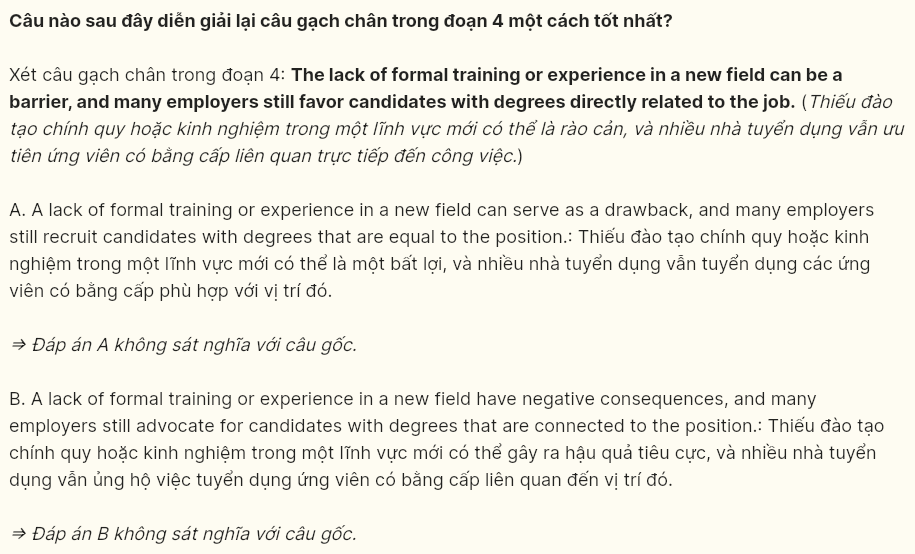 Câu nào sau đây diễn giải lại câu gạch chân trong đoạn 4 một cách tốt nhất?
Xét câu gạch chân trong đoạn 4: The lack of formal training or experience in a new field can be a
barrier, and many employers still favor candidates with degrees directly related to the job. (Thiếu đào
tạo chính quy hoặc kinh nghiệm trong một lĩnh vực mới có thể là rào cản, và nhiều nhà tuyển dụng vẫn ưu
tiên ứng viên có bằng cấp liên quan trực tiếp đến công việc.)
A. A lack of formal training or experience in a new field can serve as a drawback, and many employers
still recruit candidates with degrees that are equal to the position.: Thiếu đào tạo chính quy hoặc kinh
nghiệm trong một lĩnh vực mới có thể là một bất lợi, và nhiều nhà tuyển dụng vẫn tuyển dụng các ứng
viên có bằng cấp phù hợp với vị trí đó.
⇒ Đáp án A không sát nghĩa với câu gốc.
B. A lack of formal training or experience in a new field have negative consequences, and many
employers still advocate for candidates with degrees that are connected to the position.: Thiếu đào tạo
chính quy hoặc kinh nghiệm trong một lĩnh vực mới có thể gây ra hậu quả tiêu cực, và nhiều nhà tuyển
dụng vẫn ủng hộ việc tuyển dụng ứng viên có bằng cấp liên quan đến vị trí đó.
⇒ Đáp án B không sát nghĩa với câu gốc.